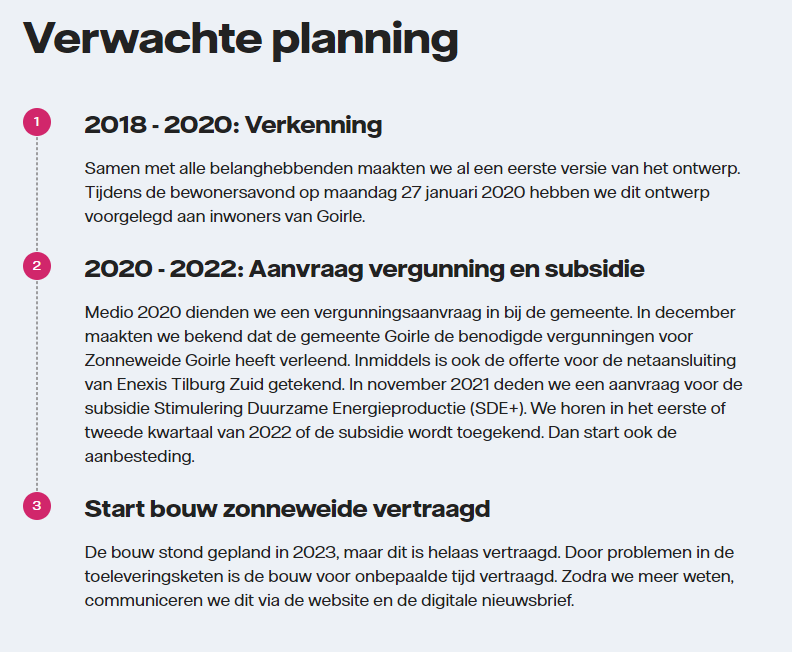 Verwachte planning
1
2018 - 2020: Verkenning
Samen met alle belanghebbenden maakten we al een eerste versie van het ontwerp.
Tijdens de bewonersavond op maandag 27 januari 2020 hebben we dit ontwerp
voorgelegd aan inwoners van Goirle.
2
2020 - 2022: Aanvraag vergunning en subsidie
Medio 2020 dienden we een vergunningsaanvraag in bij de gemeente. In december
maakten we bekend dat de gemeente Goirle de benodigde vergunningen voor
Zonneweide Goirle heeft verleend. Inmiddels is ook de offerte voor de netaansluiting
van Enexis Tilburg Zuid getekend. In november 2021 deden we een aanvraag voor de
subsidie Stimulering Duurzame Energieproductie (SDE+). We horen in het eerste of
tweede kwartaal van 2022 of de subsidie wordt toegekend. Dan start ook de
aanbesteding.
3
Start bouw zonneweide vertraagd
De bouw stond gepland in 2023, maar dit is helaas vertraagd. Door problemen in de
toeleveringsketen is de bouw voor onbepaalde tijd vertraagd. Zodra we meer weten,
communiceren we dit via de website en de digitale nieuwsbrief.